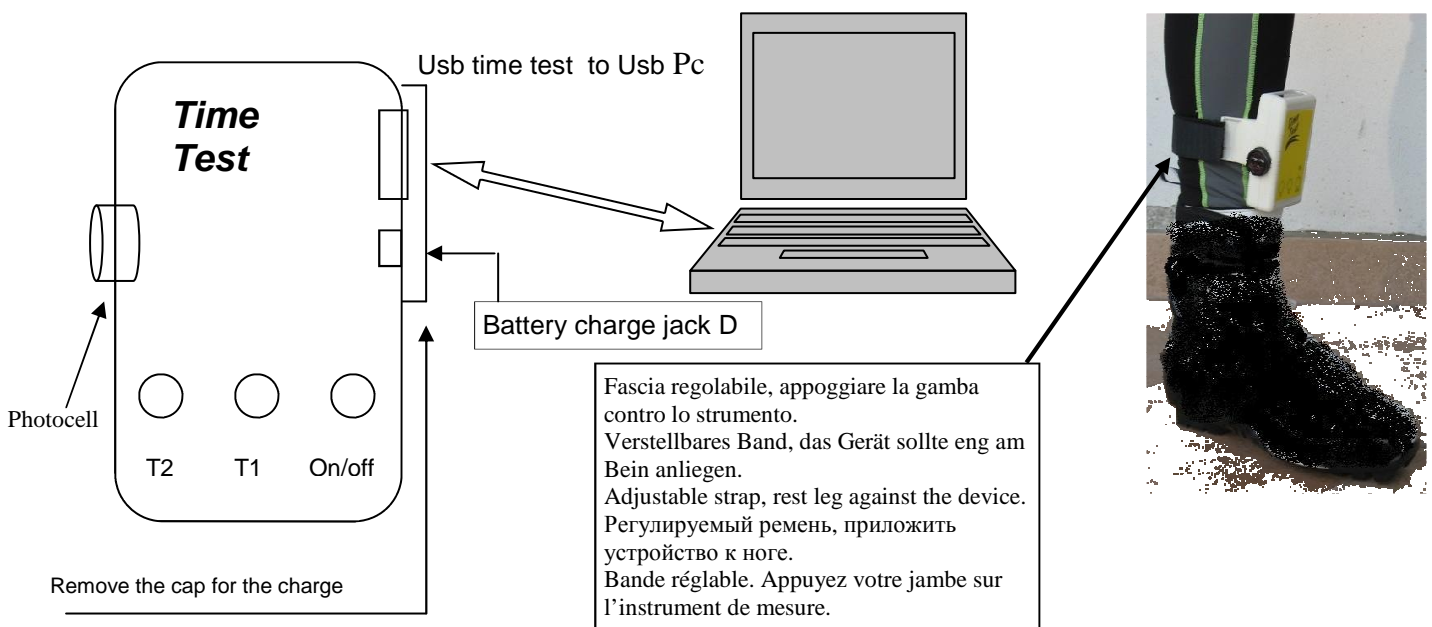 Usb time test to Usb Pc
Time
Test
Battery charge jack D
Photocell
T2 T1 On/off
Remove the cap for the charge
Fascia regolabile, appoggiare la gamba
contro lo strumento.
Verstellbares Band, das Gerät sollte eng am
Bein anliegen.
Adjustable strap, rest leg against the device.
Регулируемый ремень, приложить
устройство к ноге.
Bande réglable. Appuyez votre jambe sur
l’instrument de mesure.